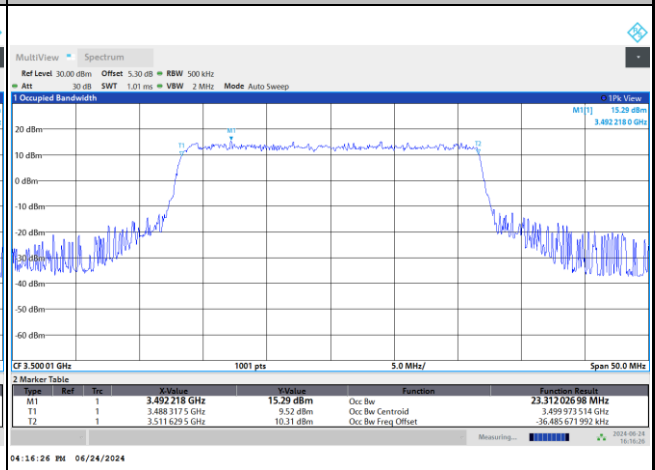 MultiView Spectrum
Ref Level 30.00 dBm Offset 5.30 dB RBW 500 kHz
Att 30 dB SWT 1.01 ms VBW 2 MHz Mode Auto Sweep
1 Occupied Bandwidth 1Pk View
M1[1] 15.29 dBm
3.492 218 0 GHz
20 dBm
M1
T1 T2
10 dBm
0 dBm
-10 dBm
-20 dBm
-30 dBm
-40 dBm
-50 dBm
-60 dBm
CF 3.500 01 GHz 1001 pts 5.0 MHz/ Span 50.0 MHz
2 Marker Table
Type Ref Trc X-Value Y-Value Function Function Result
M1 1 3.492 218 GHz 15.29 dBm Occ Bw 23.312 026 98 MHz
T1 1 3.488 317 5 GHz 9.52 dBm Occ Bw Centroid 3.499 973 514 GHz
T2 1 3.511 629 5 GHz 10.31 dBm Occ Bw Freq Offset -36.485 671 992 kHz
Measuring... 2024-06-24
16:16:26
04:16:26 PM 06/24/2024